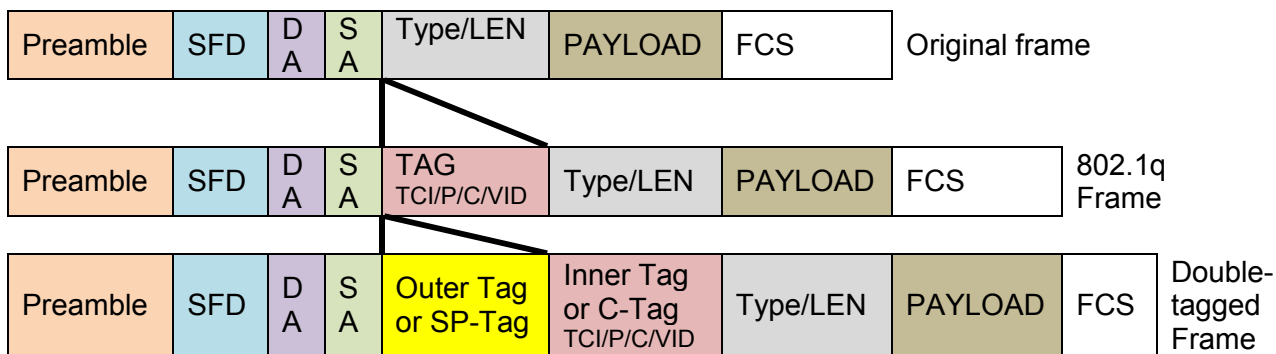 Preamble SFD D A S A Type/LEN PAYLOAD FCS Original frame
Preamble SFD D A S A TAG TCI/P/C/VID Type/LEN PAYLOAD FCS 802.1q Frame
Preamble SFD D A S A Outer Tag or SP-Tag Inner Tag or C-Tag TCI/P/C/VID Type/LEN PAYLOAD FCS Double-tagged Frame